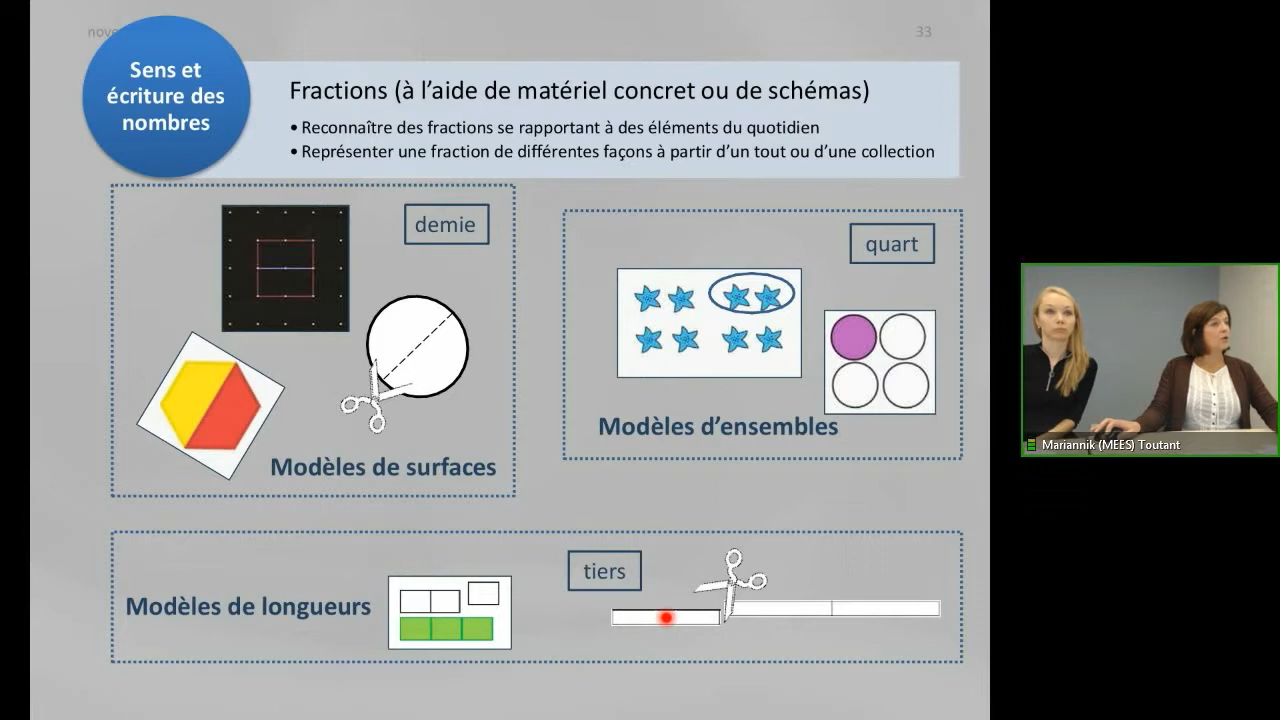 33
Sens et
écriture des
nombres
Fractions (à l’aide de matériel concret ou de schémas)
• Reconnaître des fractions se rapportant à des éléments du quotidien
• Représenter une fraction de différentes façons à partir d’un tout ou d’une collection
demie
Modèles de surfaces
quart
Modèles d’ensembles
tiers
Modèles de longueurs
Mariannik (MEES) Toutant